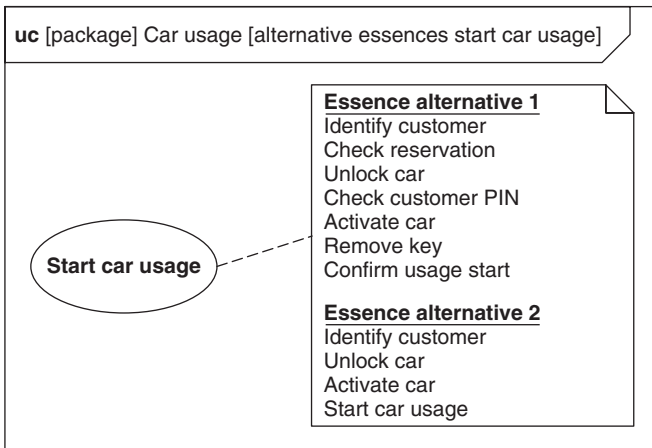 uc [package] Car usage [alternative essences start car usage]
Essence alternative 1
Identify customer
Check reservation
Unlock car
Check customer PIN
Activate car
Remove key
Confirm usage start
Start car usage
Essence alternative 2
Identify customer
Unlock car
Activate car
Start car usage